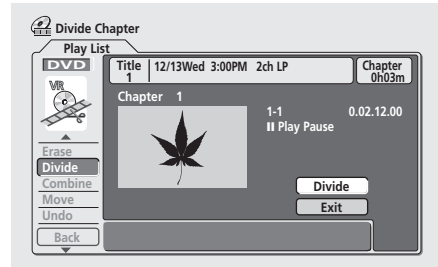 Divide Chapter
Play List
DVD
Title 1 12/13Wed 3:00PM 2ch LP Chapter 0h03m
VR
Chapter 1
1-1 0.02.12.00
Play Pause
Erase
Divide
Combine
Move
Undo
Back
Divide
Exit